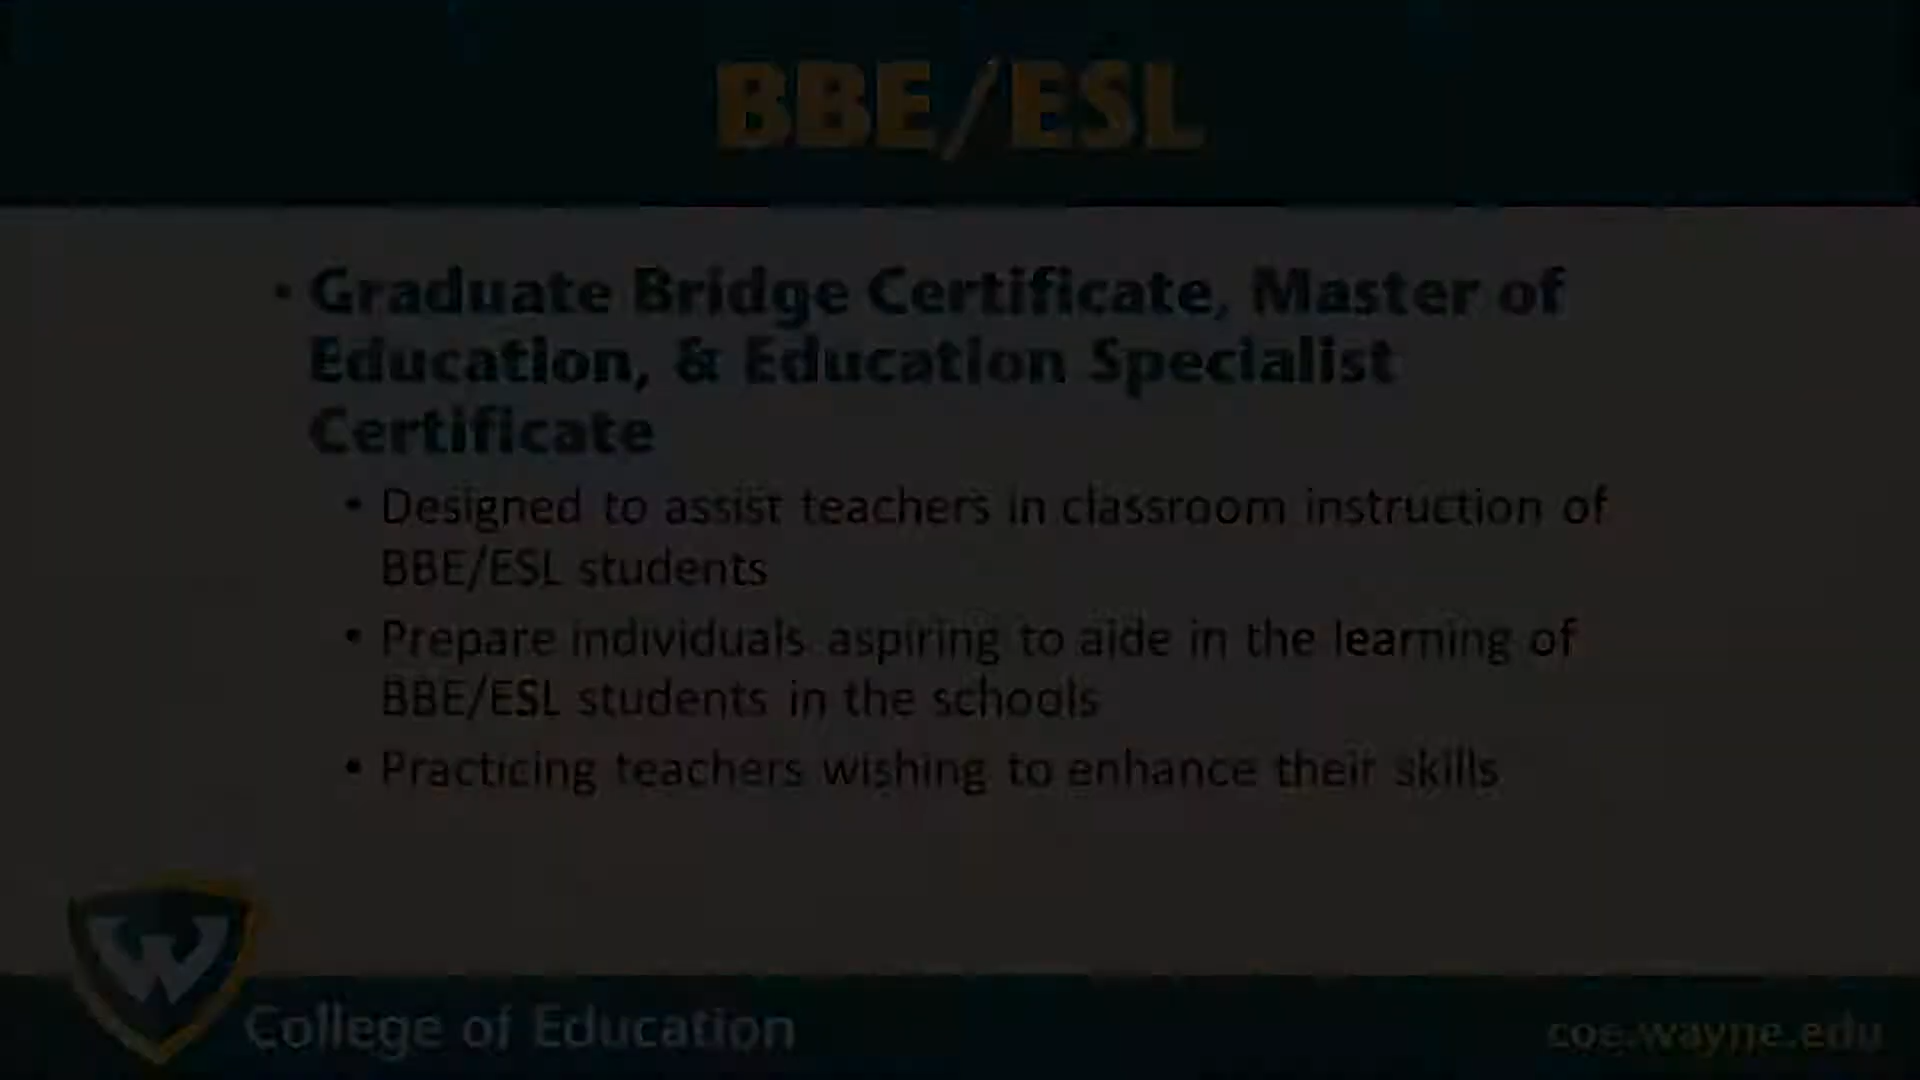 BBE/ESL
• Graduate Bridge Certificate, Master of
Education, & Education Specialist
Certificate
• Designed to assist teachers in classroom instruction of
BBE/ESL students
• Prepare individuals aspiring to aide in the learning of
BBE/ESL students in the schools
• Practicing teachers wishing to enhance their skills
W
College of Education
coe.wayne.edu